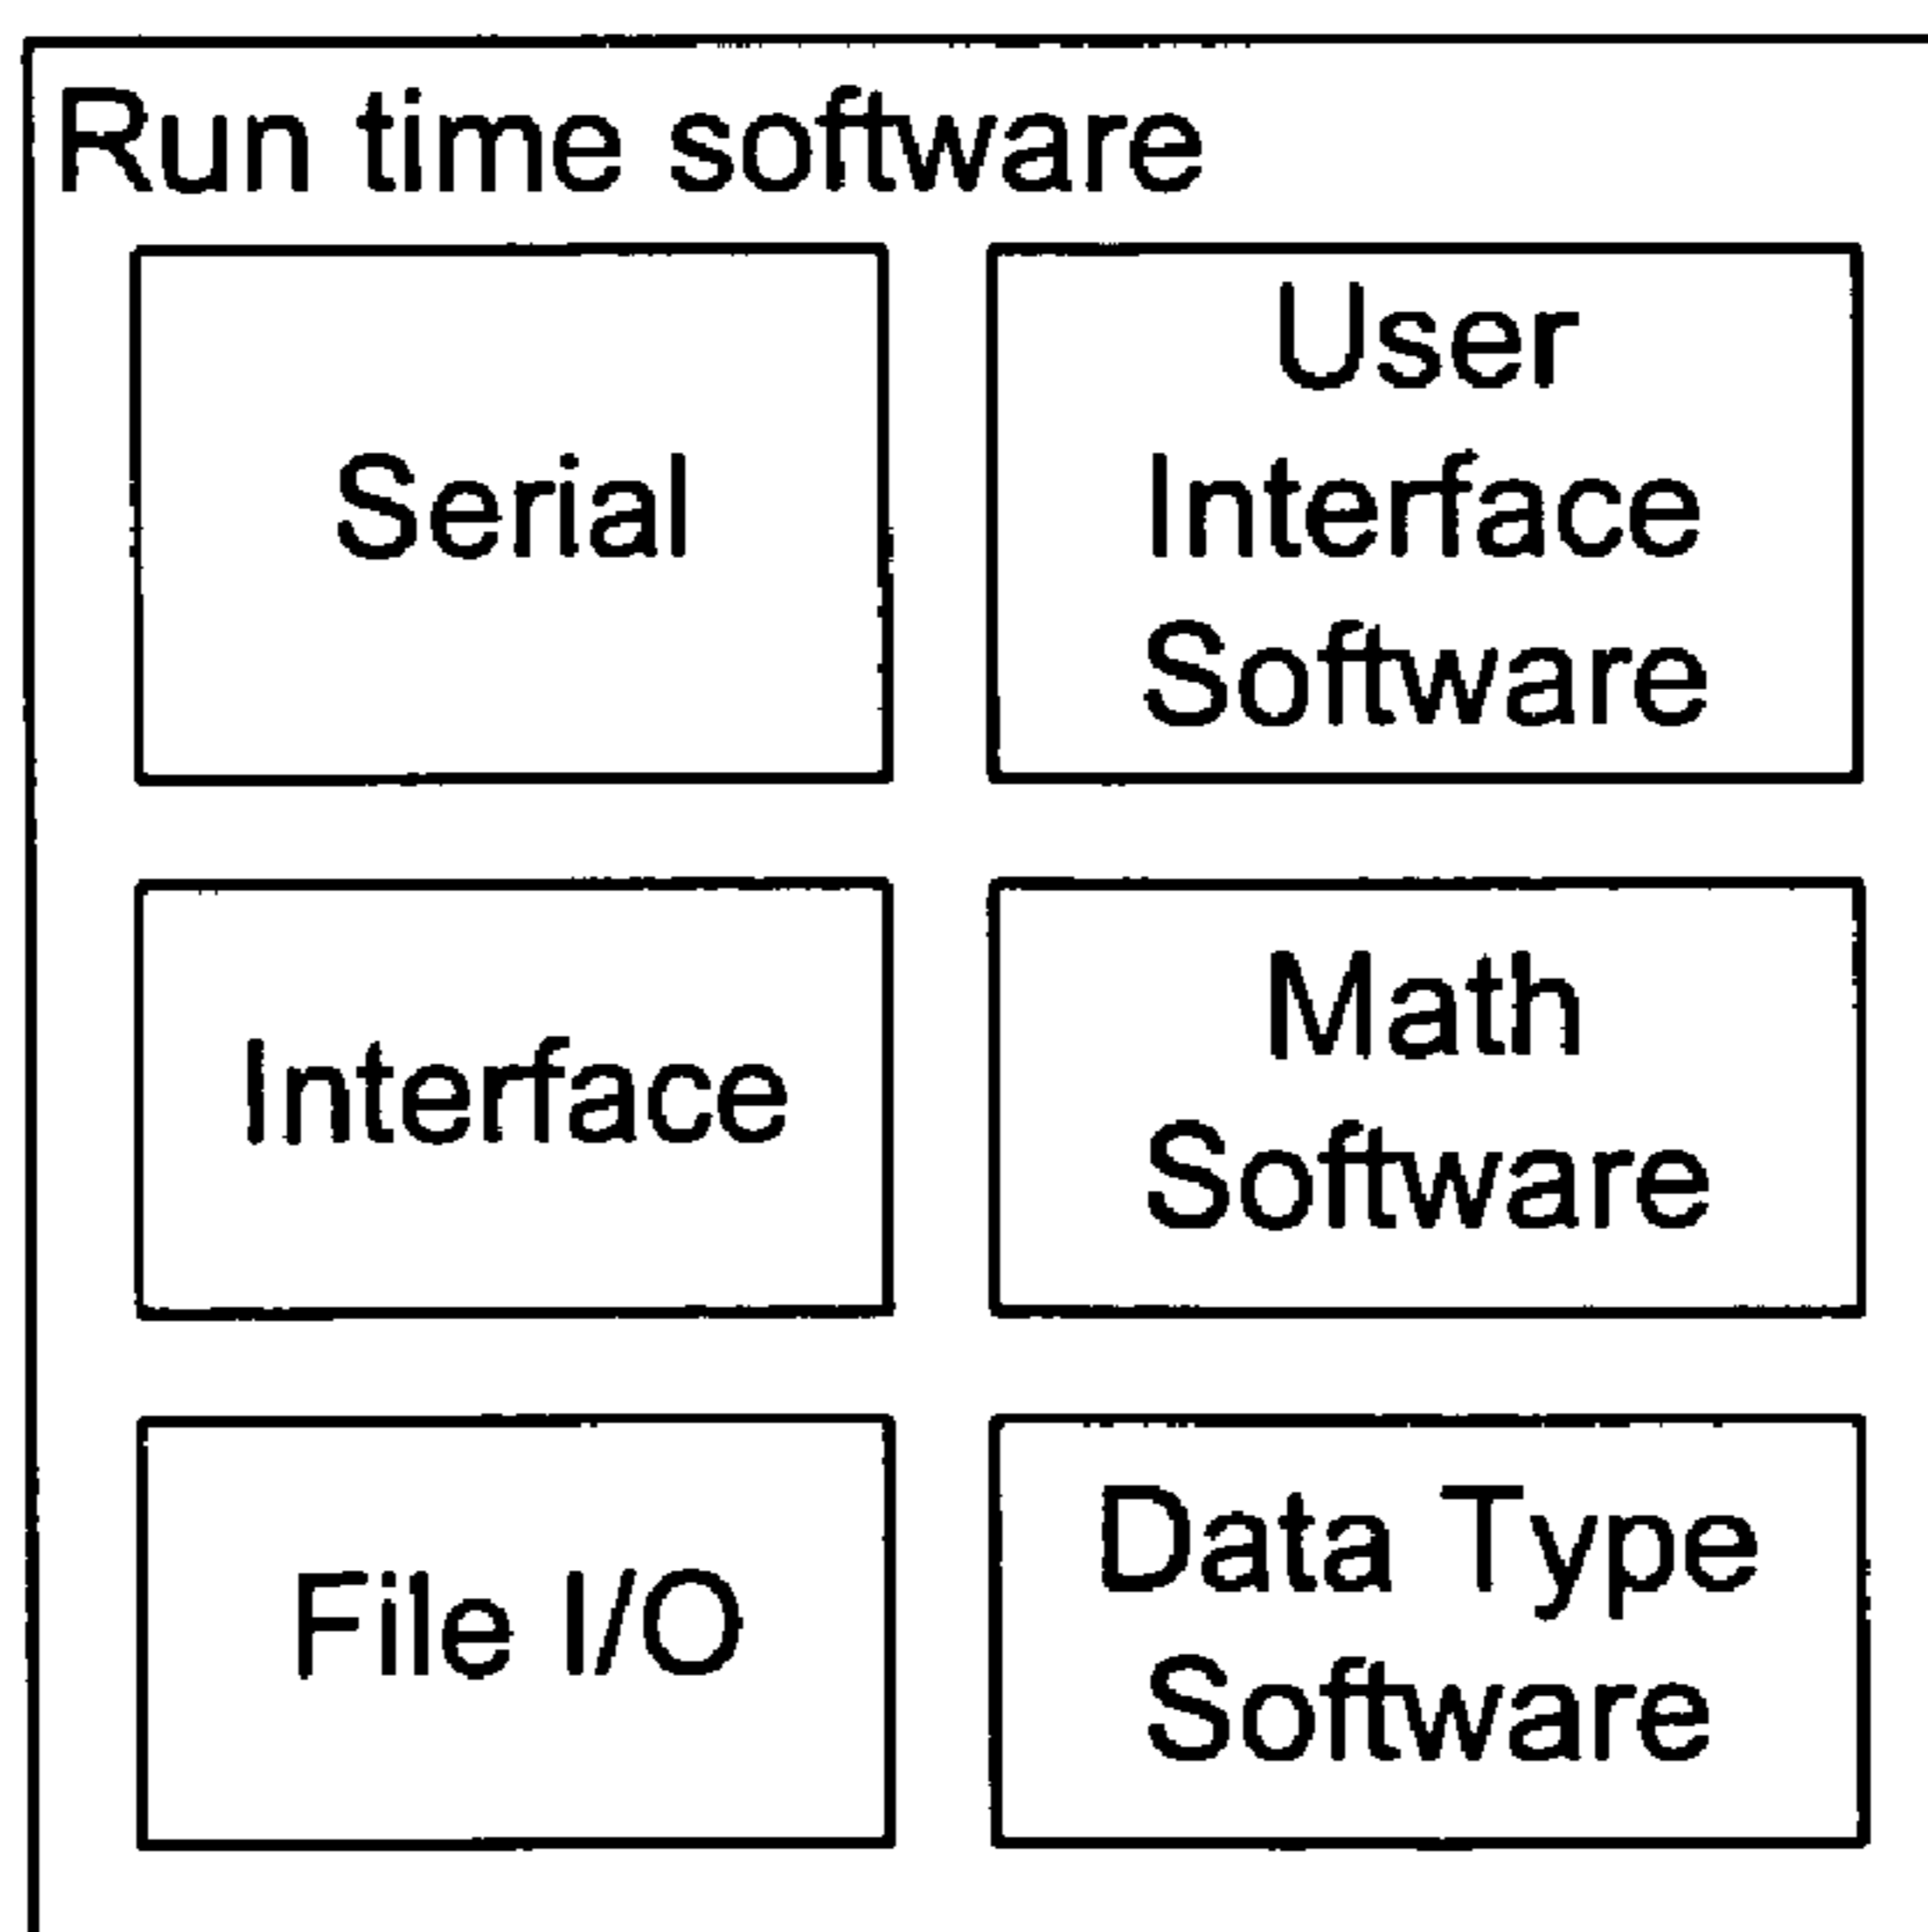 Run time software
Serial
User
Interface
Software
Interface
Math
Software
File I/O
Data Type
Software